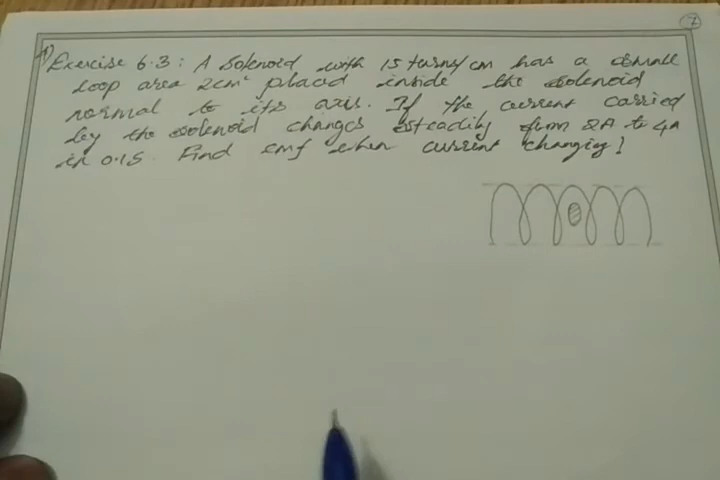 7
1) Exercise 6.3 : A Solenoid with 15 turns/cm has a small
loop area 2cm² placed inside the solenoid
normal to its axis. If the current carried
by the solenoid changes steadily from 2A to 4A
in 0.1S. Find emf when current changing!